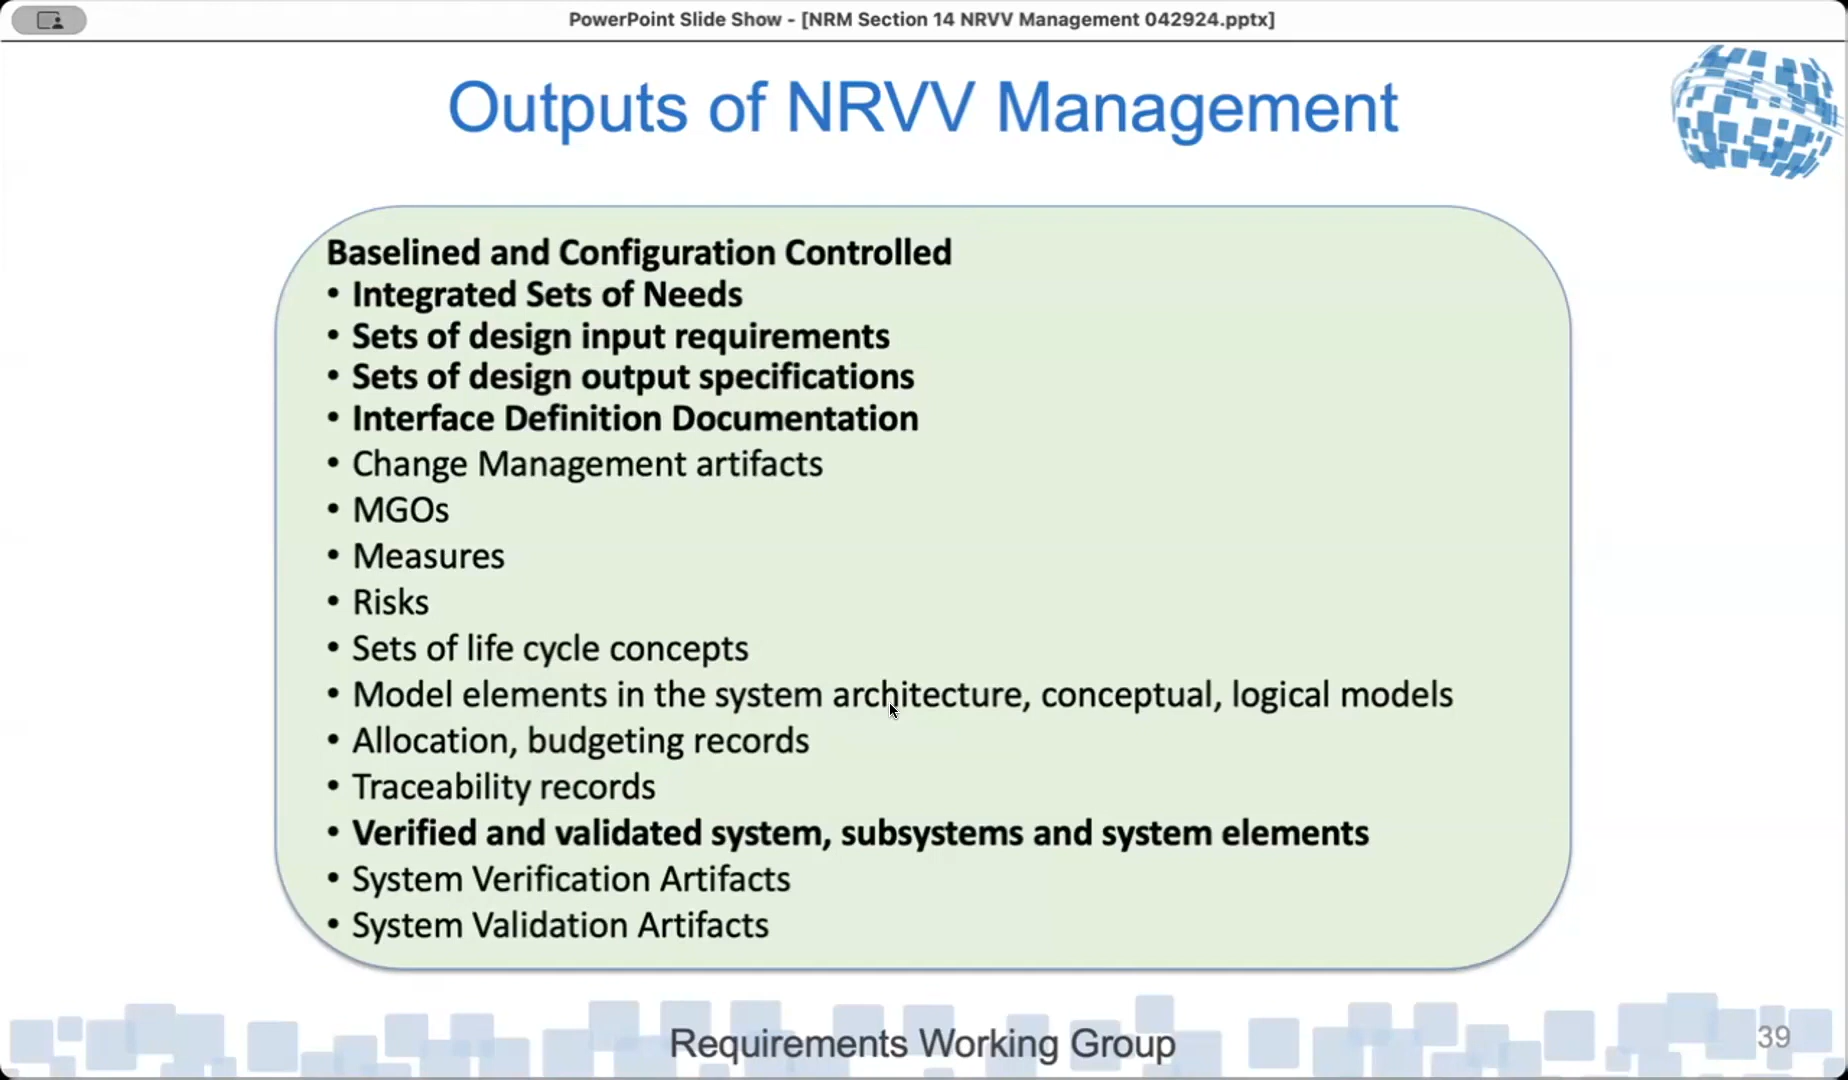 PowerPoint Slide Show - [NRM Section 14 NRVV Management 042924.pptx]
Outputs of NRVV Management
Baselined and Configuration Controlled
• Integrated Sets of Needs
• Sets of design input requirements
• Sets of design output specifications
• Interface Definition Documentation
• Change Management artifacts
• MGOs
• Measures
• Risks
• Sets of life cycle concepts
• Model elements in the system architecture, conceptual, logical models
• Allocation, budgeting records
• Traceability records
• Verified and validated system, subsystems and system elements
• System Verification Artifacts
• System Validation Artifacts
Requirements Working Group
39